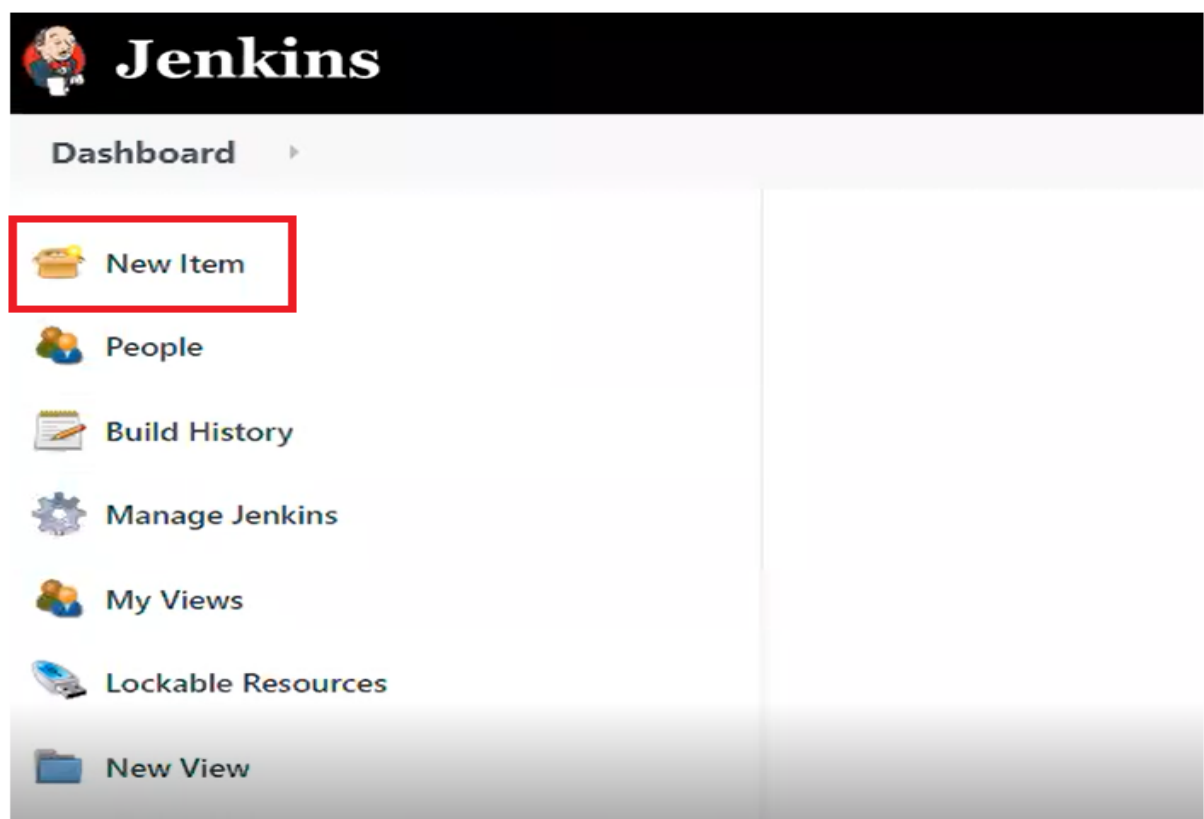 Jenkins
Dashboard
New Item
People
Build History
Manage Jenkins
My Views
Lockable Resources
New View